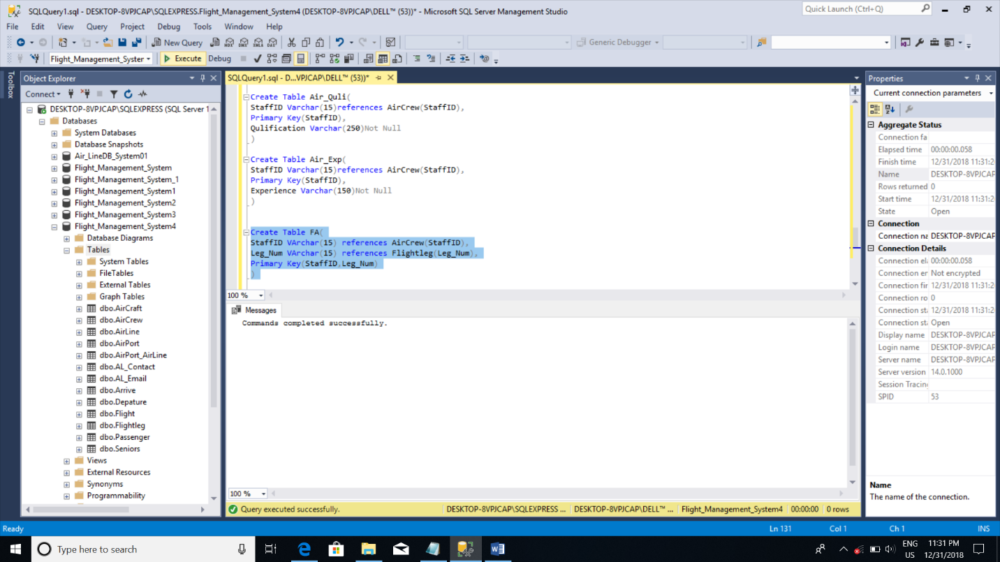 SQLQuery1.sql - DESKTOP-8VPJCAP\SQLEXPRESS.Flight_Management_System4 (DESKTOP-8VPJCAP\DELL™ (53))* - Microsoft SQL Server Management Studio
Quick Launch (Ctrl+Q)
File Edit View Query Project Debug Tools Window Help
New Query
Generic Debugger
Flight_Management_Syster
Execute Debug
Toolbox
Object Explorer
Connect
DESKTOP-8VPJCAP\SQLEXPRESS (SQL Server 1
Databases
System Databases
Database Snapshots
Air_LineDB_System01
Flight_Management_System
Flight_Management_System_1
Flight_Management_System1
Flight_Management_System2
Flight_Management_System3
Flight_Management_System4
Database Diagrams
Tables
System Tables
FileTables
External Tables
Graph Tables
dbo.AirCraft
dbo.AirCrew
dbo.AirLine
dbo.AirPort
dbo.AirPort_AirLine
dbo.AL_Contact
dbo.AL_Email
dbo.Arrive
dbo.Depature
dbo.Flight
dbo.Flightleg
dbo.Passenger
dbo.Seniors
Views
External Resources
Synonyms
Programmability
SQLQuery1.sql - D...VPJCAP\DELL™ (53))*
Create Table Air_Quli(
StaffID Varchar(15)references AirCrew(StaffID),
Primary Key(StaffID),
Qulification Varchar(250)Not Null
)
Create Table Air_Exp(
StaffID Varchar(15)references AirCrew(StaffID),
Primary Key(StaffID),
Experience Varchar(150)Not Null
)
Create Table FA(
StaffID VArchar(15) references AirCrew(StaffID),
Leg_Num VArchar(15) references Flightleg(Leg_Num),
Primary Key(StaffID,Leg_Num)
)
100 %
Messages
Commands completed successfully.
100 %
Query executed successfully. DESKTOP-8VPJCAP\SQLEXPRESS ... DESKTOP-8VPJCAP\DELL™ ... Flight_Management_System4 00:00:00 0 rows
Properties
Current connection parameters
Aggregate Status
Connection fa
Elapsed time 00:00:00.058
Finish time 12/31/2018 11:31:2
Name DESKTOP-8VPJCAP
Rows returned 0
Start time 12/31/2018 11:31:2
State Open
Connection
Connection na DESKTOP-8VPJCAP
Connection Details
Connection el 00:00:00.058
Connection er Not encrypted
Connection fir 12/31/2018 11:31:2
Connection ro 0
Connection st 12/31/2018 11:31:2
Connection st Open
Display name DESKTOP-8VPJCAP
Login name DESKTOP-8VPJCAP
Server name DESKTOP-8VPJCAP
Server version 14.0.1000
Session Tracin
SPID 53
Name
The name of the connection.
Ready Ln 131 Col 1 Ch 1 INS
Type here to search
ENG
US
11:31 PM
12/31/2018